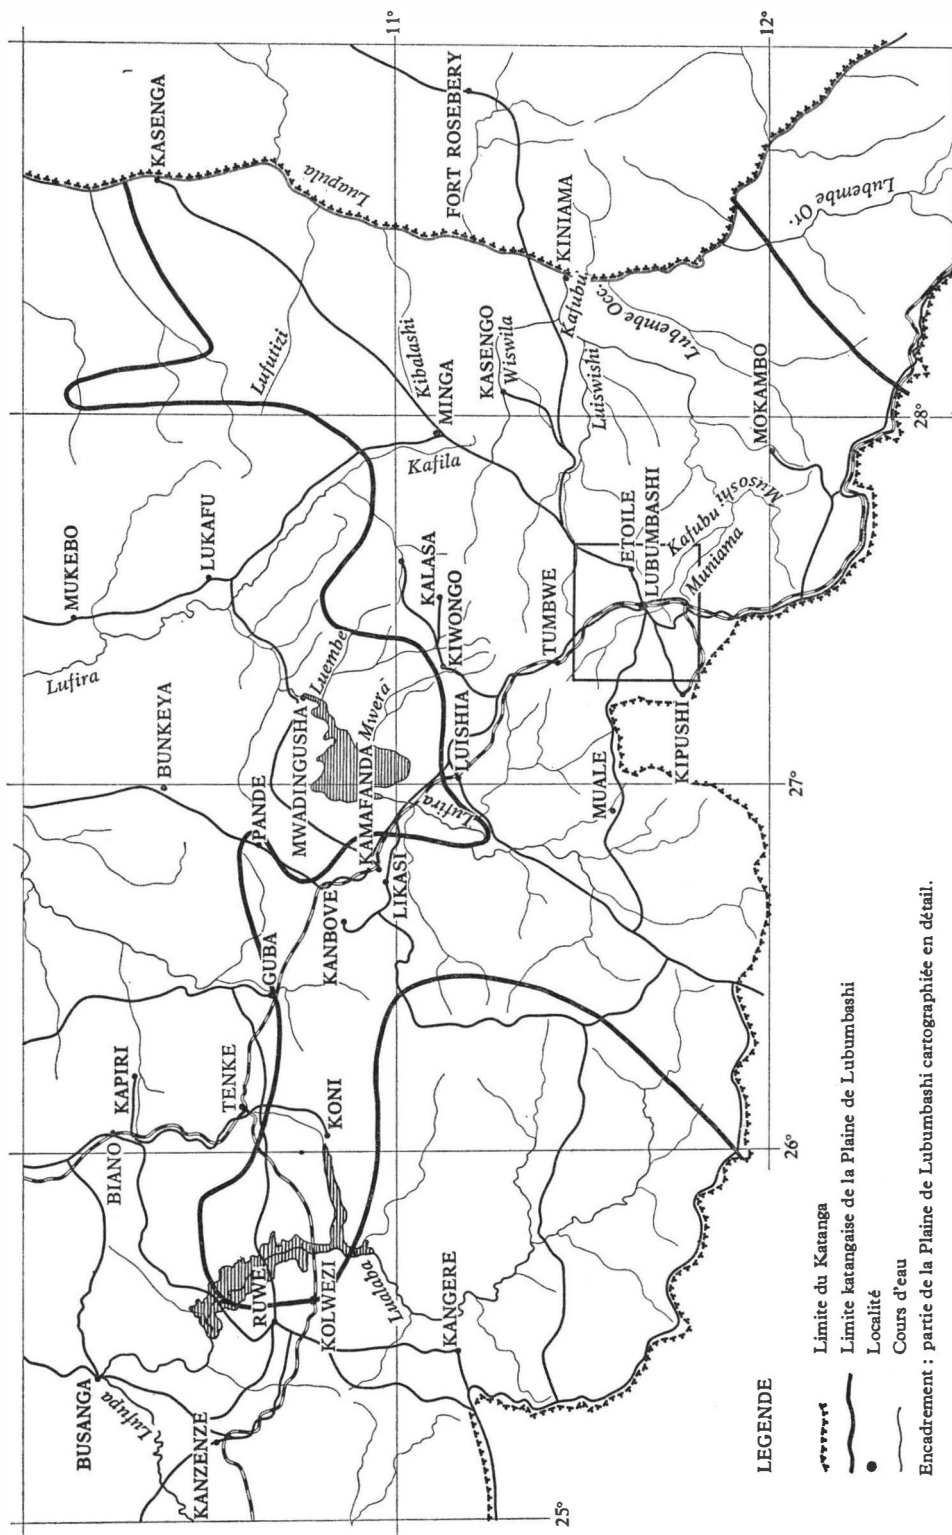 11°
12°
KASENGA
Luapula
FORT ROSEBERY
KINIAMA
Kafubu
Lubembe Or.
Lubembe Occ.
Lufutizi
Kibalashi
MINGA
KASENGO
Wiswila
Luiswishi
MOKAMBO
28°
Kafila
MUKEBO
LUKAFU
Lufira
KALASA
KIWONGO
ETOILE
LUBUMBASHI
Kafubu
Musoshi
Muniama
TUMBWE
Luembe
Mwera
BUNKEYA
MWADINGUSHA
KAMAFANDA
LUISHIA
KIPUSHI
27°
PANDE
Lufira
MUALE
LIKASI
KANBOVE
GUBA
KAPIRI
TENKE
KONI
BIANO
26°
RUWE
KOLWEZI
Lualaba
KANGERE
BUSANGA
Lufupa
KANZENZE
25°
LEGENDE
Limite du Katanga
Limite katangaise de la Plaine de Lubumbashi
Localité
Cours d'eau
Encadrement : partie de la Plaine de Lubumbashi cartographiée en détail.